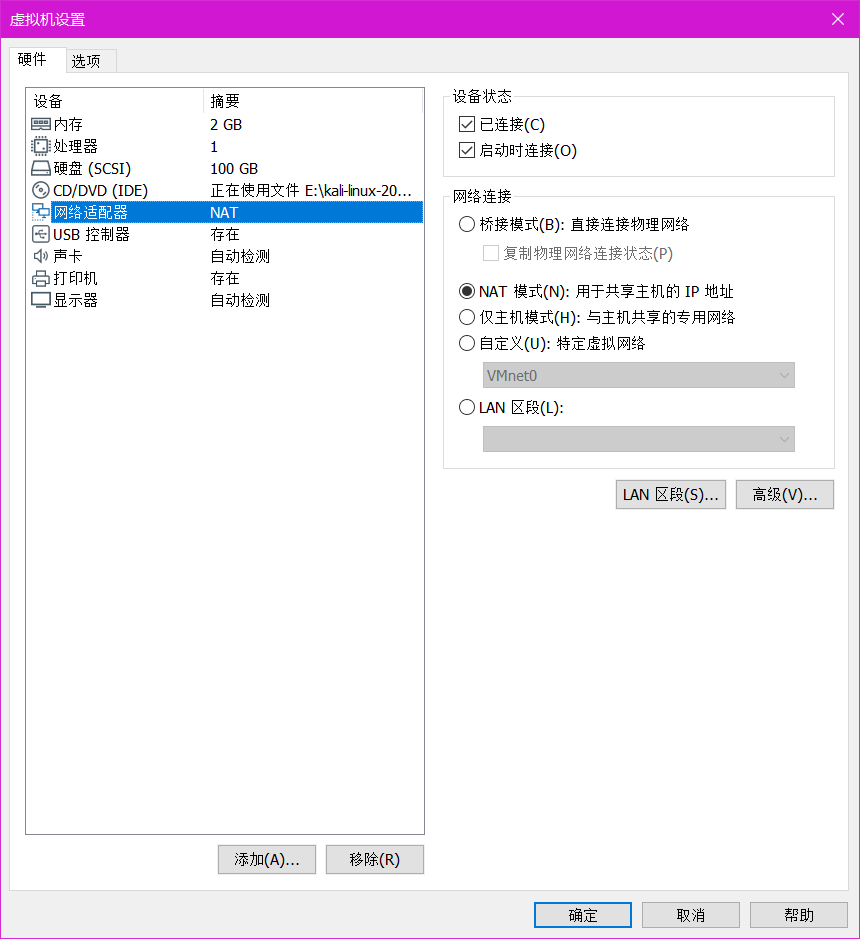 虚拟机设置
硬件
选项
设备 摘要
内存 2 GB
处理器 1
硬盘 (SCSI) 100 GB
CD/DVD (IDE) 正在使用文件 E:\kali-linux-20...
网络适配器 NAT
USB 控制器 存在
声卡 自动检测
打印机 存在
显示器 自动检测
添加(A)...
移除(R)
设备状态
已连接(C)
启动时连接(O)
网络连接
桥接模式(B): 直接连接物理网络
复制物理网络连接状态(P)
NAT 模式(N): 用于共享主机的 IP 地址
仅主机模式(H): 与主机共享的专用网络
自定义(U): 特定虚拟网络
VMnet0
LAN 区段(L):
LAN 区段(S)...
高级(V)...
确定
取消
帮助